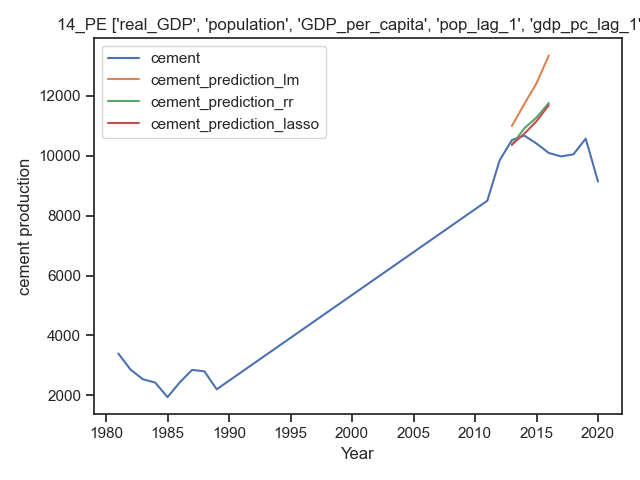 14_PE ['real_GDP', 'population', 'GDP_per_capita', 'pop_lag_1', 'gdp_pc_lag_1'
cement
cement_prediction_lm
cement_prediction_rr
cement_prediction_lasso
cement production
12000
10000
8000
6000
4000
2000
1980 1985 1990 1995 2000 2005 2010 2015 2020
Year